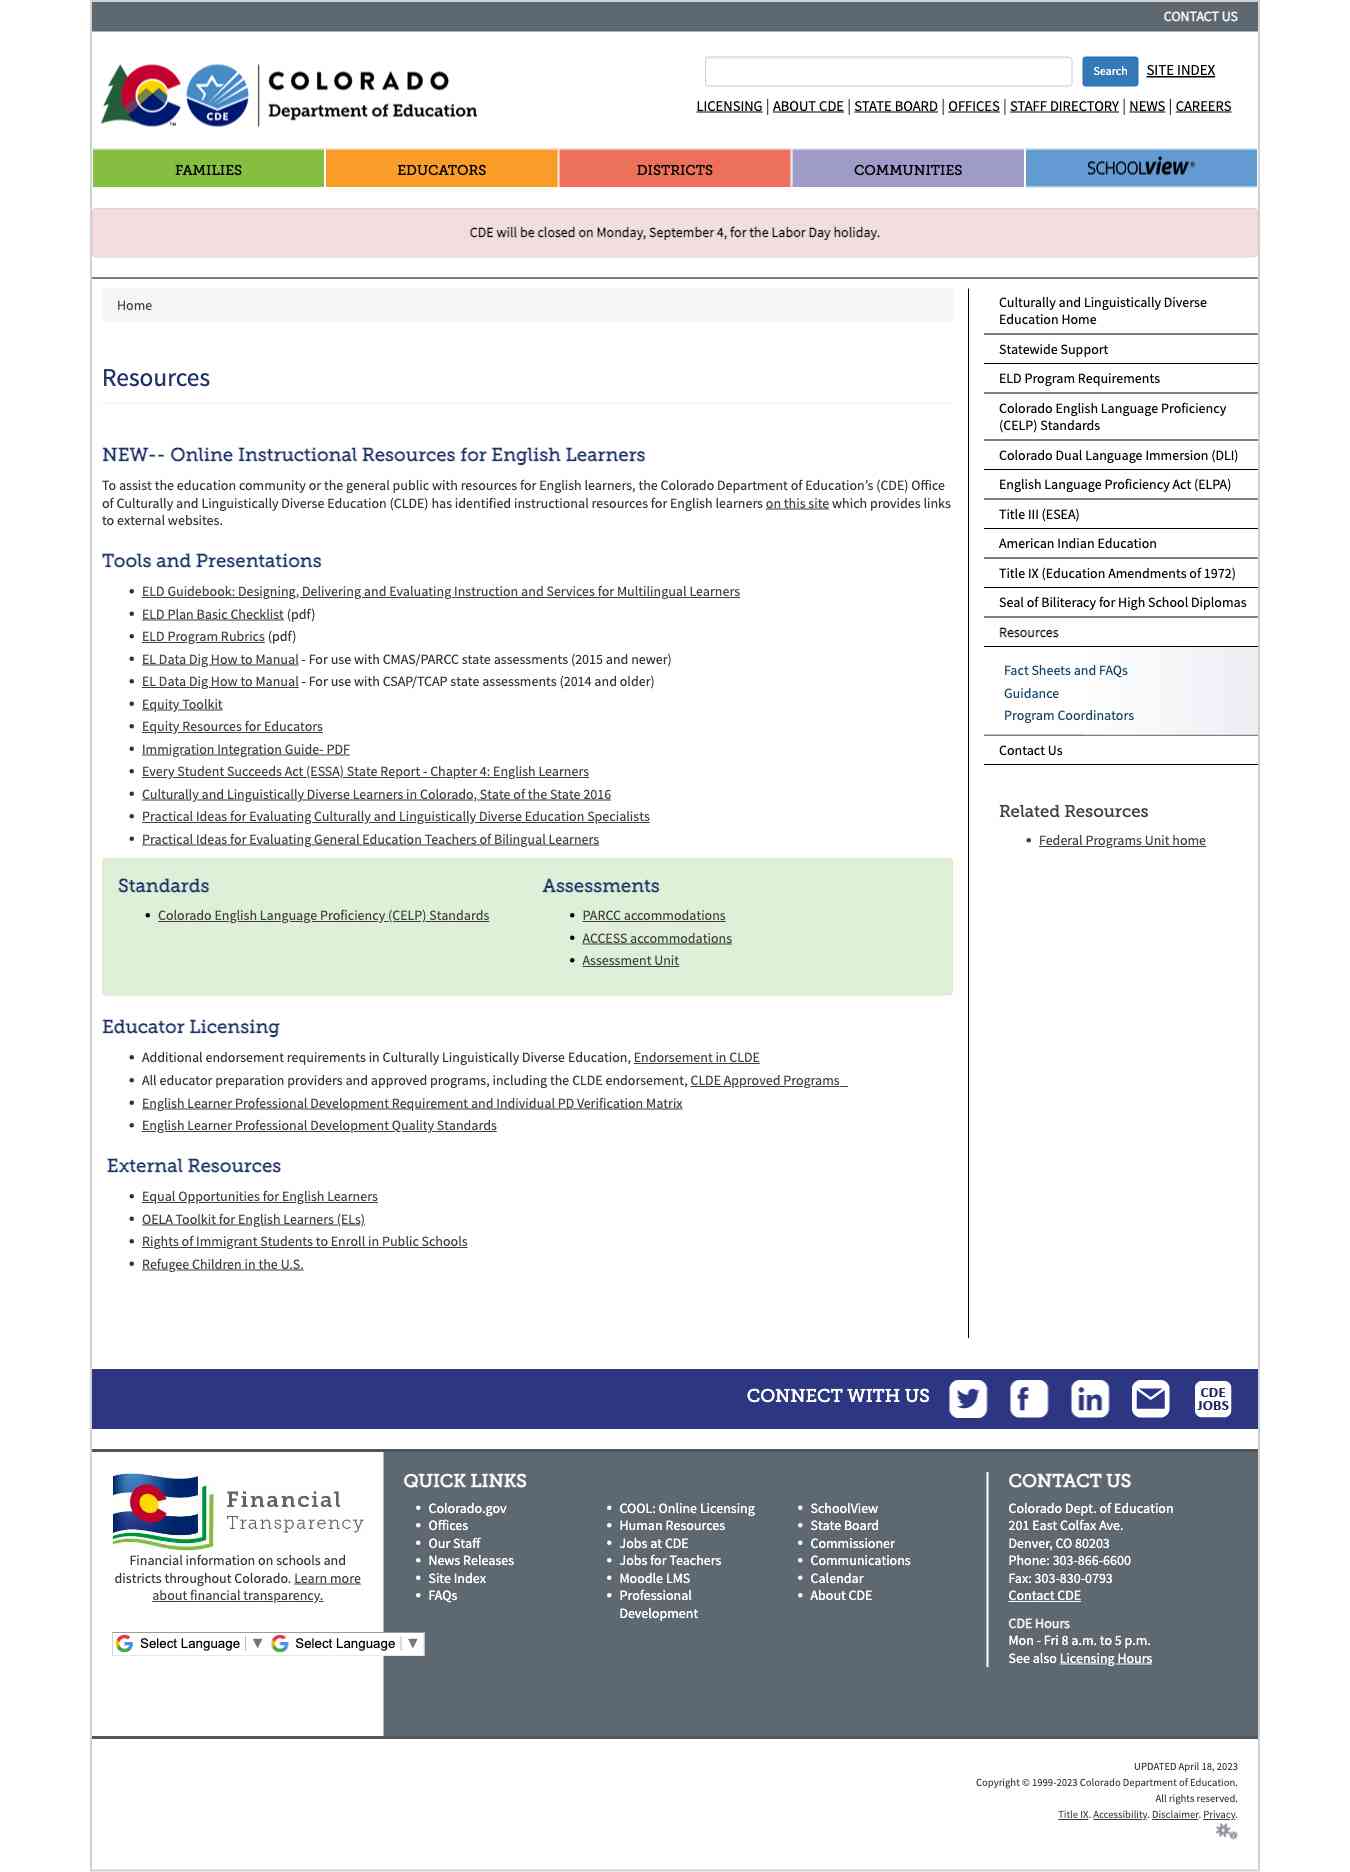 CONTACT US
CDE
COLORADO
Department of Education
Search
SITE INDEX
LICENSING | ABOUT CDE | STATE BOARD | OFFICES | STAFF DIRECTORY | NEWS | CAREERS
FAMILIES
EDUCATORS
DISTRICTS
COMMUNITIES
SCHOOLVIEW®
CDE will be closed on Monday, September 4, for the Labor Day holiday.
Home
Resources
NEW-- Online Instructional Resources for English Learners
To assist the education community or the general public with resources for English learners, the Colorado Department of Education's (CDE) Office
of Culturally and Linguistically Diverse Education (CLDE) has identified instructional resources for English learners on this site which provides links
to external websites.
Tools and Presentations
• ELD Guidebook: Designing, Delivering and Evaluating Instruction and Services for Multilingual Learners
• ELD Plan Basic Checklist (pdf)
• ELD Program Rubrics (pdf)
• EL Data Dig How to Manual - For use with CMAS/PARCC state assessments (2015 and newer)
• EL Data Dig How to Manual - For use with CSAP/TCAP state assessments (2014 and older)
• Equity Toolkit
• Equity Resources for Educators
• Immigration Integration Guide- PDF
• Every Student Succeeds Act (ESSA) State Report - Chapter 4: English Learners
• Culturally and Linguistically Diverse Learners in Colorado, State of the State 2016
• Practical Ideas for Evaluating Culturally and Linguistically Diverse Education Specialists
• Practical Ideas for Evaluating General Education Teachers of Bilingual Learners
Standards
• Colorado English Language Proficiency (CELP) Standards
Assessments
• PARCC accommodations
• ACCESS accommodations
• Assessment Unit
Educator Licensing
• Additional endorsement requirements in Culturally Linguistically Diverse Education, Endorsement in CLDE
• All educator preparation providers and approved programs, including the CLDE endorsement, CLDE Approved Programs
• English Learner Professional Development Requirement and Individual PD Verification Matrix
• English Learner Professional Development Quality Standards
External Resources
• Equal Opportunities for English Learners
• OELA Toolkit for English Learners (ELs)
• Rights of Immigrant Students to Enroll in Public Schools
• Refugee Children in the U.S.
Culturally and Linguistically Diverse
Education Home
Statewide Support
ELD Program Requirements
Colorado English Language Proficiency
(CELP) Standards
Colorado Dual Language Immersion (DLI)
English Language Proficiency Act (ELPA)
Title III (ESEA)
American Indian Education
Title IX (Education Amendments of 1972)
Seal of Biliteracy for High School Diplomas
Resources
Fact Sheets and FAQs
Guidance
Program Coordinators
Contact Us
Related Resources
• Federal Programs Unit home
CONNECT WITH US
CDE
JOBS
Financial
Transparency
Financial information on schools and
districts throughout Colorado. Learn more
about financial transparency.
Select Language ▼
Select Language ▼
QUICK LINKS
• Colorado.gov
• Offices
• Our Staff
• News Releases
• Site Index
• FAQs
• COOL: Online Licensing
• Human Resources
• Jobs at CDE
• Jobs for Teachers
• Moodle LMS
• Professional
Development
• SchoolView
• State Board
• Commissioner
• Communications
• Calendar
• About CDE
CONTACT US
Colorado Dept. of Education
201 East Colfax Ave.
Denver, CO 80203
Phone: 303-866-6600
Fax: 303-830-0793
Contact CDE
CDE Hours
Mon - Fri 8 a.m. to 5 p.m.
See also Licensing Hours
UPDATED April 18, 2023
Copyright © 1999-2023 Colorado Department of Education.
All rights reserved.
Title IX. Accessibility. Disclaimer. Privacy.